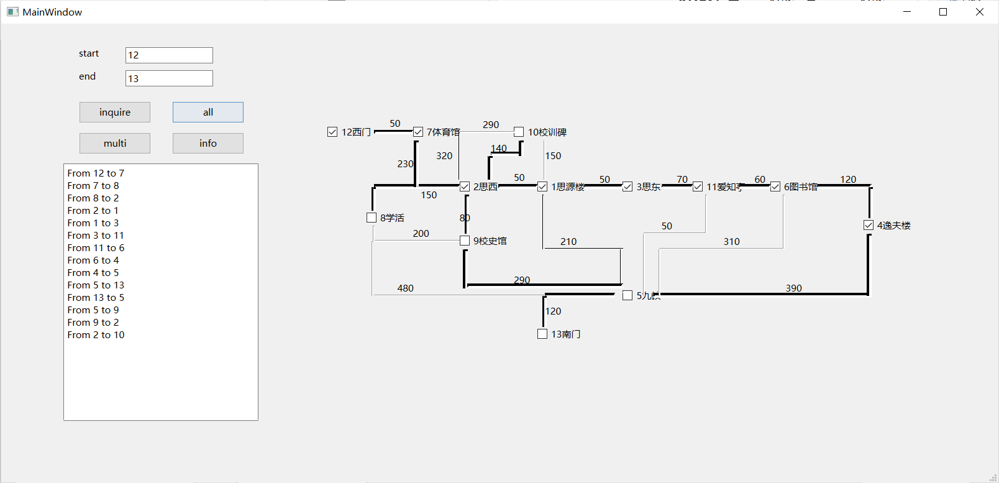 MainWindow
start
12
end
13
inquire
all
multi
info
From 12 to 7
From 7 to 8
From 8 to 2
From 2 to 1
From 1 to 3
From 3 to 11
From 11 to 6
From 6 to 4
From 4 to 5
From 5 to 13
From 13 to 5
From 5 to 9
From 9 to 2
From 2 to 10
50
290
12西门
7体育馆
10校训碑
140
320
150
230
50
50
70
60
120
2思西
1思源楼
3思东
11爱知亭
6图书馆
150
8学活
80
4逸夫楼
50
200
9校史馆
210
310
290
480
390
5九教
120
13南门